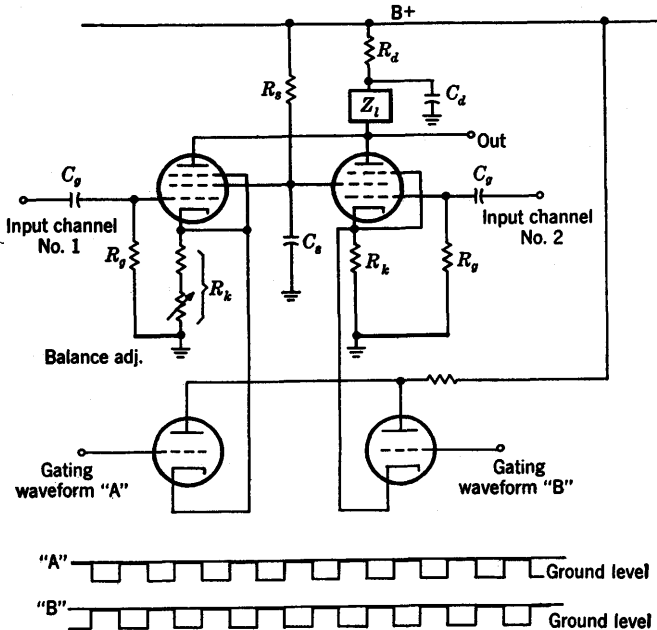 B+
R_d
R_s
C_d
Z_l
Out
C_g
C_g
Input channel
No. 1
Input channel
No. 2
R_g
C_s
R_k
R_k
R_g
Balance adj.
Gating
waveform "A"
Gating
waveform "B"
"A"
Ground level
"B"
Ground level